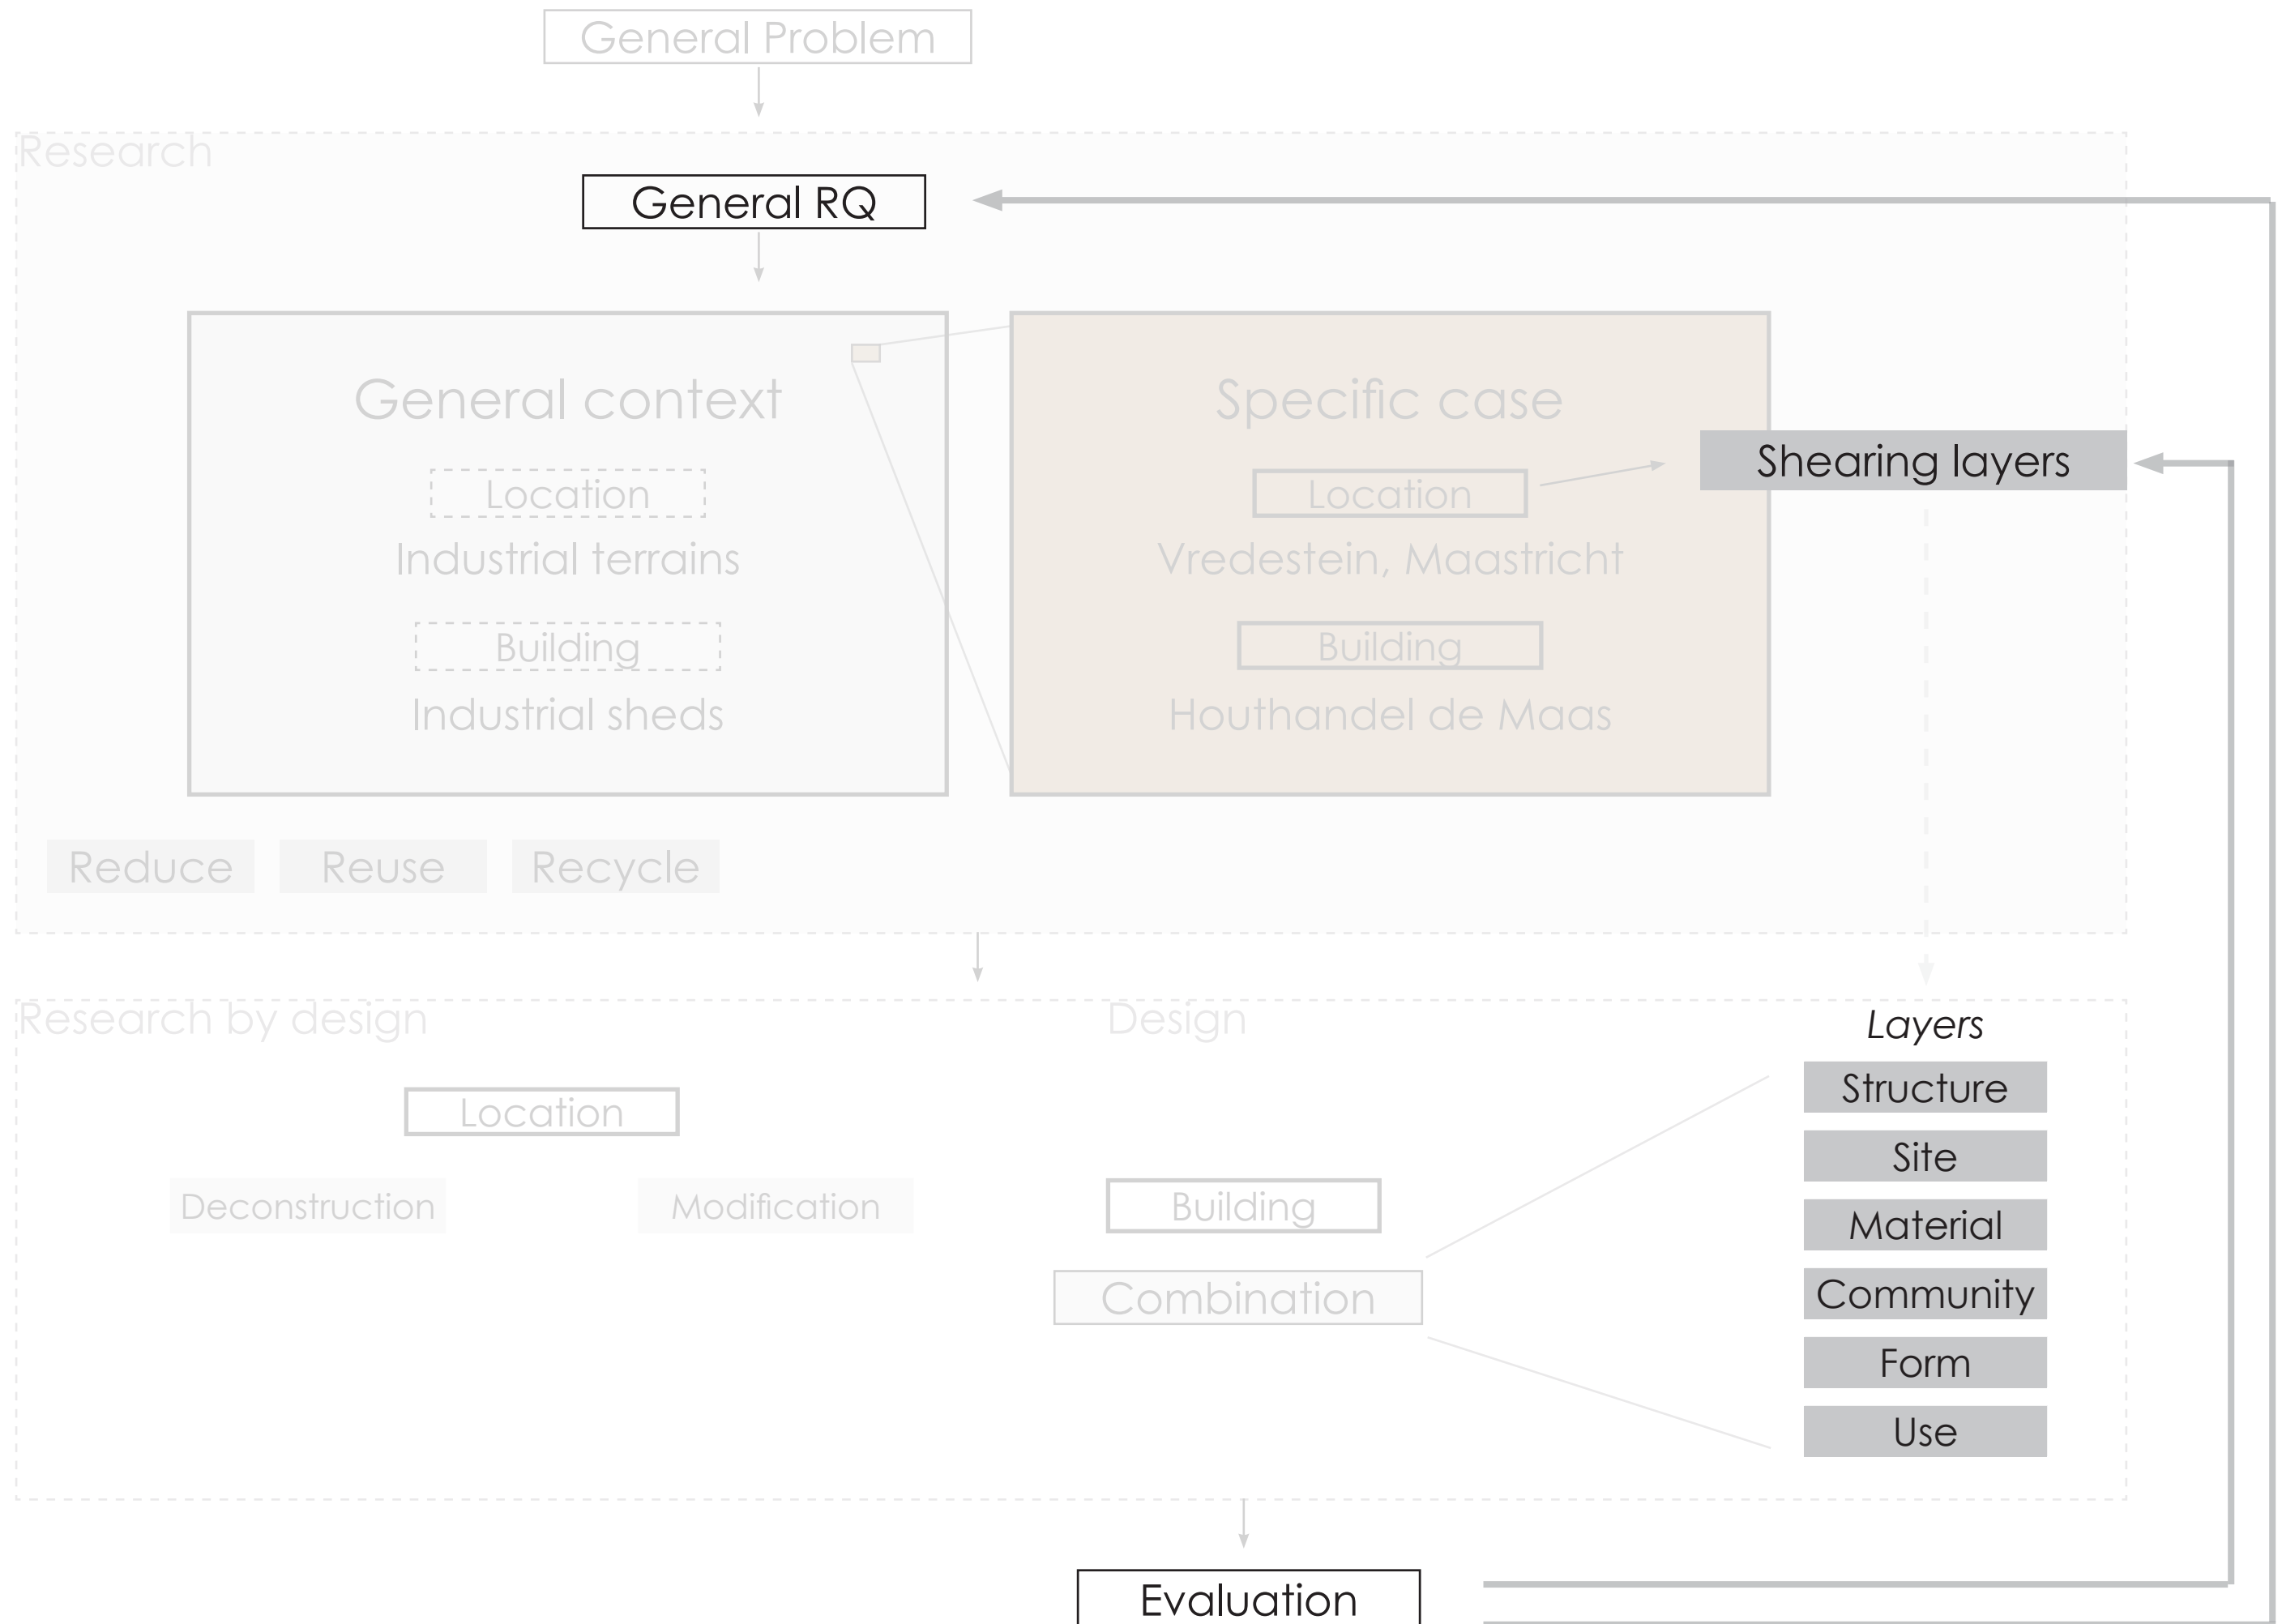 General Problem
Research
General RQ
General context
Location
Industrial terrains
Building
Industrial sheds
Specific case
Location
Vredestein, Maastricht
Building
Houthandel de Maas
Shearing layers
Reduce
Reuse
Recycle
Research by design
Location
Deconstruction
Modification
Design
Building
Combination
Layers
Structure
Site
Material
Community
Form
Use
Evaluation